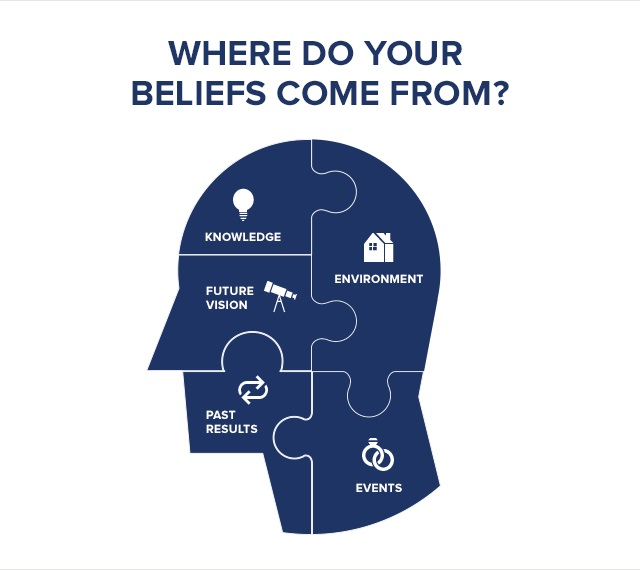 WHERE DO YOUR
BELIEFS COME FROM?
KNOWLEDGE
ENVIRONMENT
FUTURE
VISION
PAST
RESULTS
EVENTS